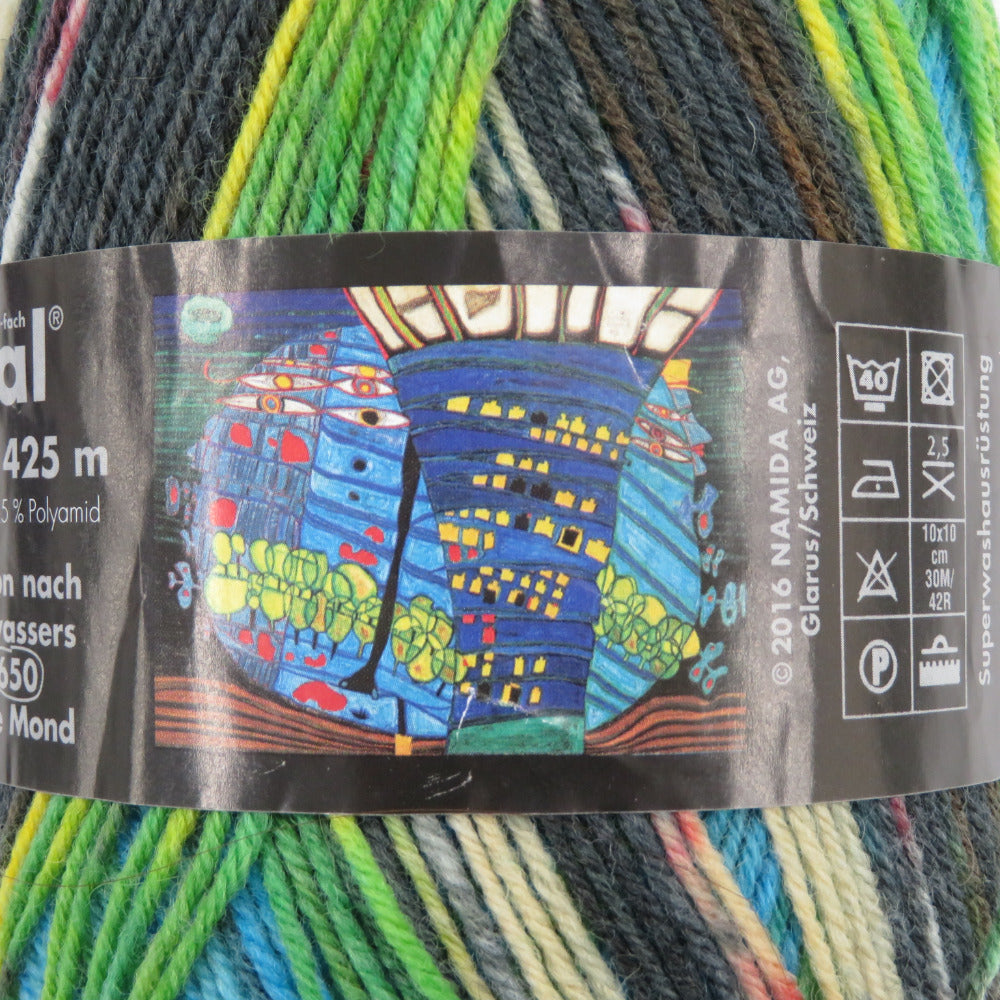 -fach
al®
425 m
5 % Polyamid
on nach
wassers
650
e Mond
© 2016 NAMIDA AG,
Glarus/Schweiz
40
2,5
10x10
cm
30M/
42R
P
Superwashausrüstung